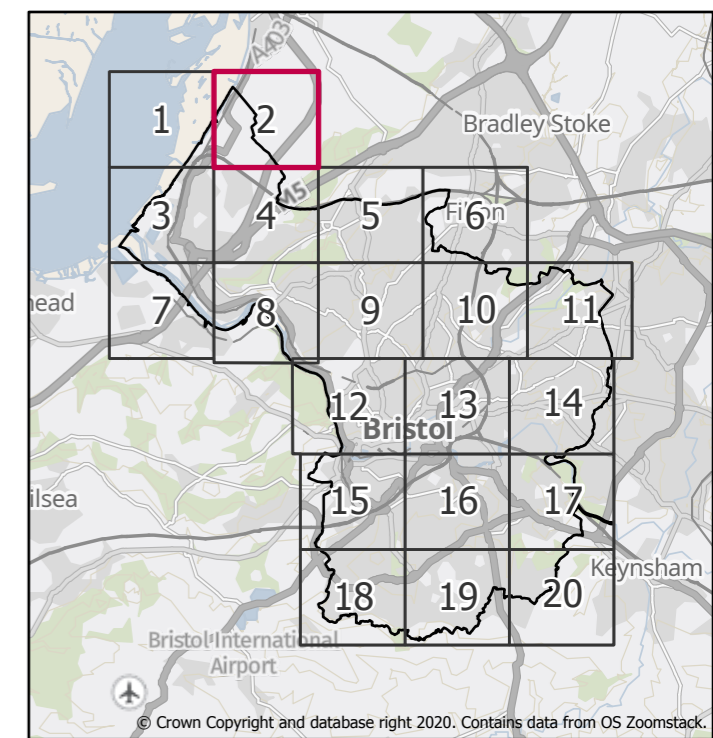 A403
1
2
Bradley Stoke
M5
3
4
5
Filton
6
head
7
8
9
10
11
12
13
14
Bristol
ilsea
15
16
17
Keynsham
18
19
20
Bristol International
Airport
© Crown Copyright and database right 2020. Contains data from OS Zoomstack.